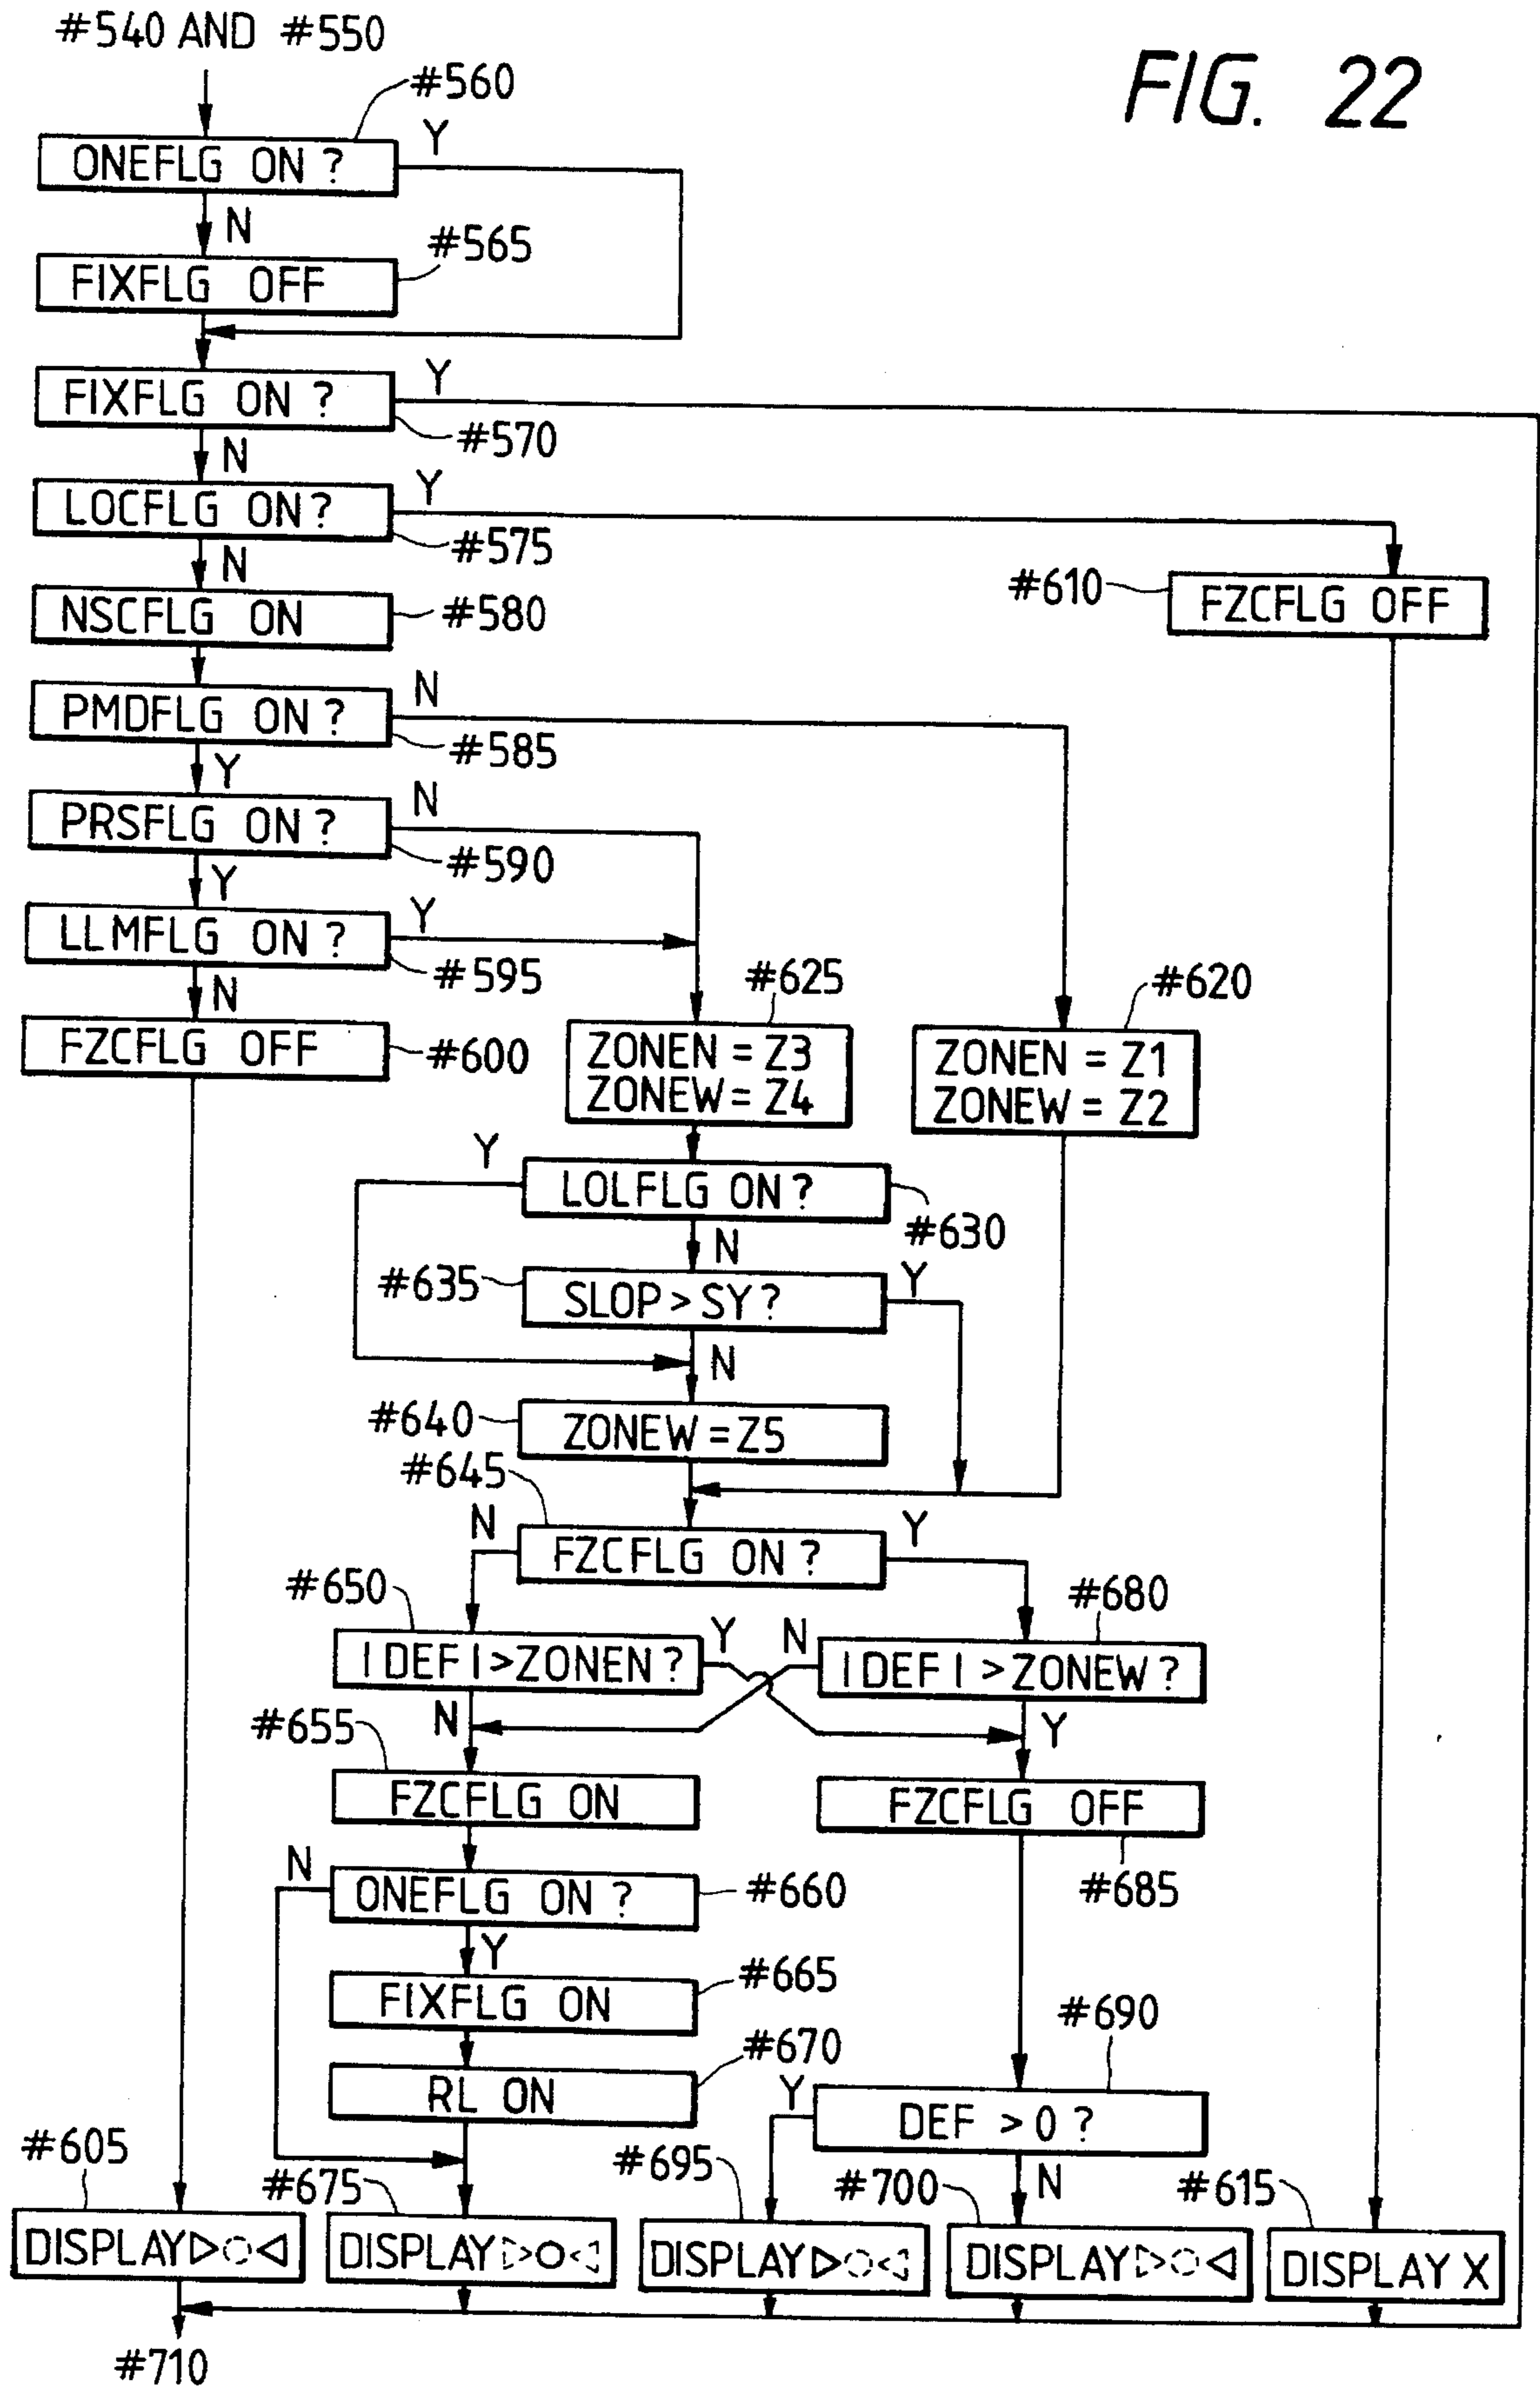 #540 AND #550
FIG. 22
#560
ONEFLG ON ?
Y
N
#565
FIXFLG OFF
FIXFLG ON ?
Y
#570
N
LOCFLG ON?
Y
#575
N
#610
FZCFLG OFF
NSCFLG ON
#580
PMDFLG ON ?
N
#585
Y
PRSFLG ON ?
N
#590
Y
LLMFLG ON ?
Y
#595
N
FZCFLG OFF
#600
#625
ZONEN = Z3
ZONEW = Z4
#620
ZONEN = Z1
ZONEW = Z2
Y
LOLFLG ON ?
#630
N
#635
SLOP > SY ?
Y
N
#640
ZONEW = Z5
#645
N
FZCFLG ON ?
Y
#650
|DEF|>ZONEN ?
Y
N
#680
N
|DEF| > ZONEW ?
Y
#655
FZCFLG ON
FZCFLG OFF
#685
N
ONEFLG ON ?
#660
Y
FIXFLG ON
#665
RL ON
#670
#690
Y
DEF > 0 ?
N
#605
DISPLAY ▷◌◁
#675
DISPLAY ▷○◁
#695
DISPLAY ▷◌◁
#700
DISPLAY ▷◌◁
#615
DISPLAY X
#710